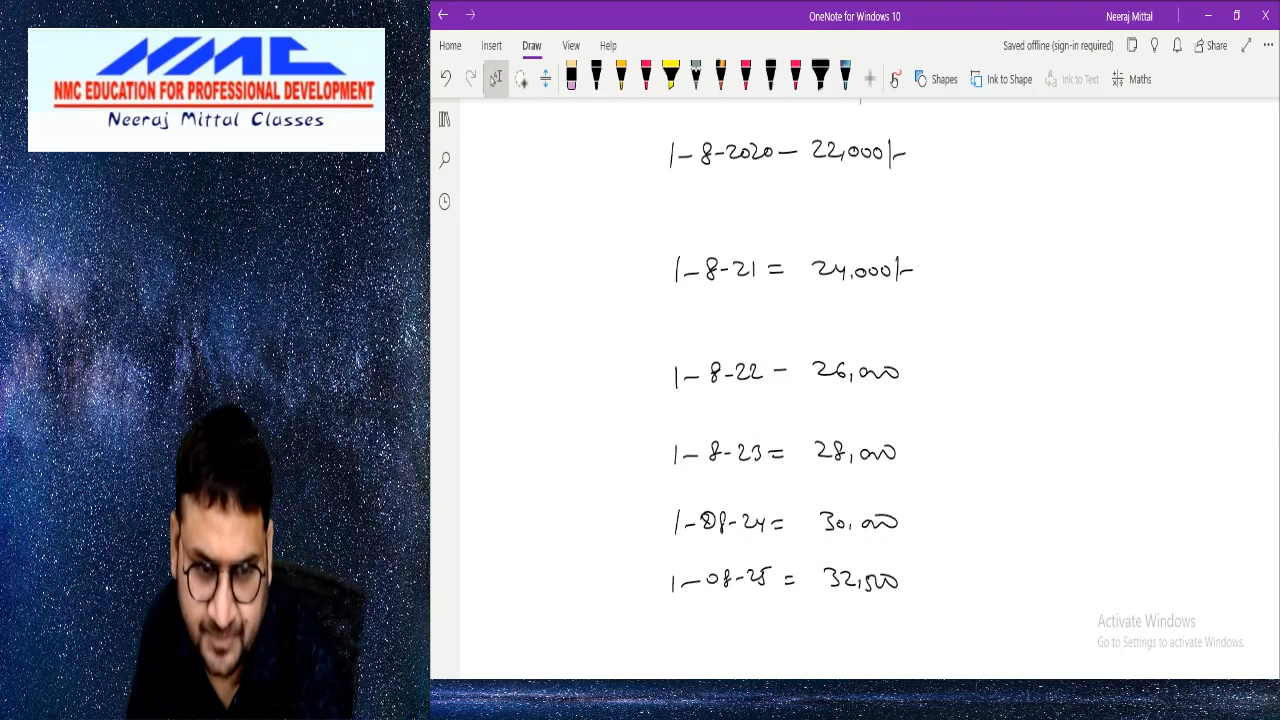 OneNote for Windows 10
Neeraj Mittal
Home Insert Draw View Help
Saved offline (sign-in required)
Share
Shapes
Ink to Shape
Ink to Text
Maths
NMC
NMC EDUCATION FOR PROFESSIONAL DEVELOPMENT
Neeraj Mittal Classes
1-8-2020 - 22,000/-
1-8-21 = 24,000/-
1-8-22 - 26,000
1-8-23 = 28,000
1-08-24 = 30,000
1-08-25 = 32,500
Activate Windows
Go to Settings to activate Windows.